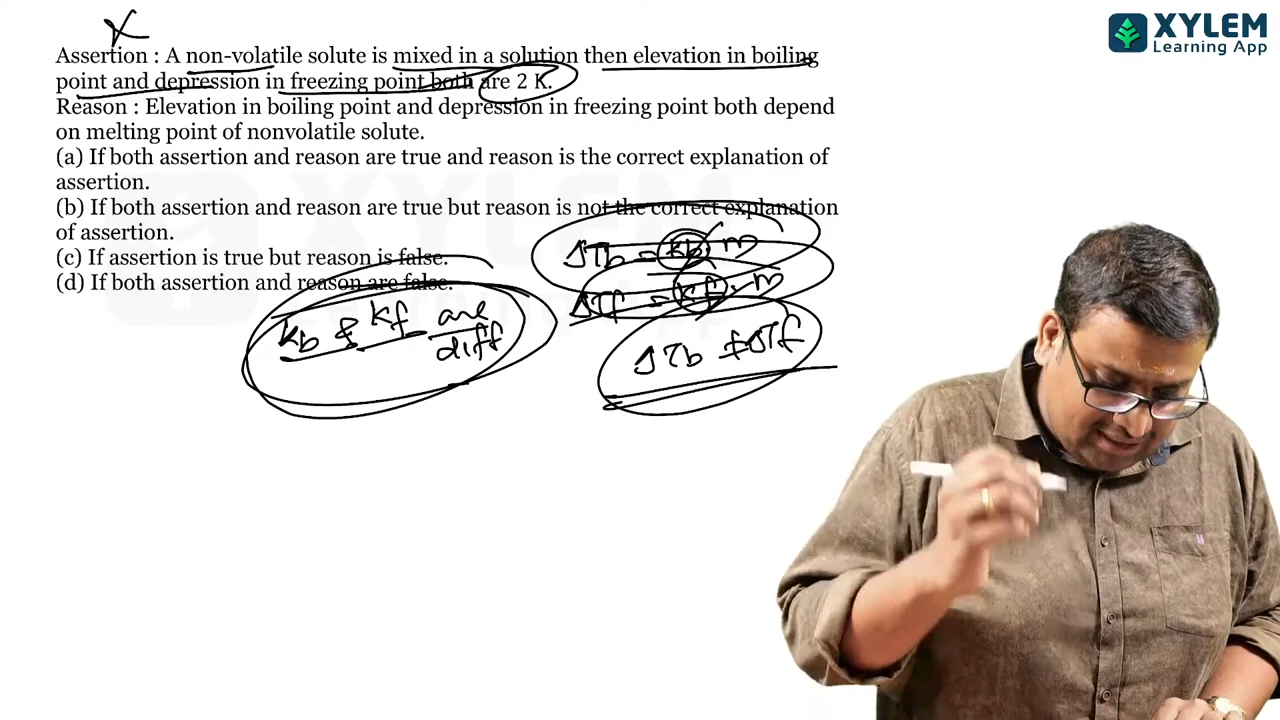 XYLEM
Learning App
X
Assertion : A non-volatile solute is mixed in a solution then elevation in boiling
point and depression in freezing point both are 2 K.
Reason : Elevation in boiling point and depression in freezing point both depend
on melting point of nonvolatile solute.
(a) If both assertion and reason are true and reason is the correct explanation of
assertion.
(b) If both assertion and reason are true but reason is not the correct explanation
of assertion.
(c) If assertion is true but reason is false.
(d) If both assertion and reason are false.
ΔTb = kb · m
ΔTf = kf · m
kb & kf are
diff
ΔTb ≠ ΔTf